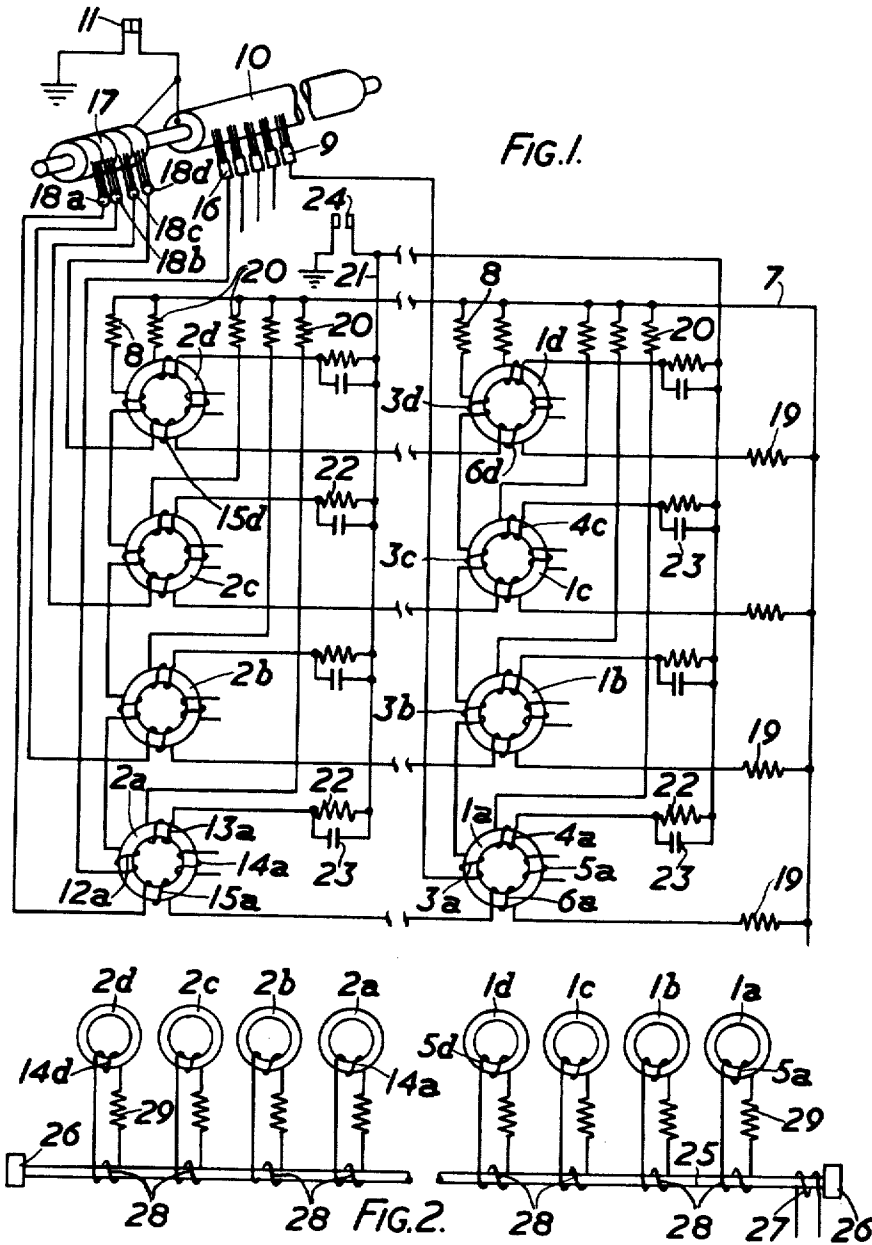 11
10
17
9
FIG.1.
18a
18d
16
18c
18b
24
21
20
8
7
8
2d
20
1d
20
3d
19
6d
15d
22
4c
3c
2c
1c
23
2b
1b
3b
19
2a
22
1a
22
13a
4a
14a
23
5a
23
12a
3a
19
15a
6a
2d
2c
2b
2a
1d
1c
1b
1a
5d
14d
14a
5a
29
29
26
25
28
28
28
28
27
26
FIG.2.